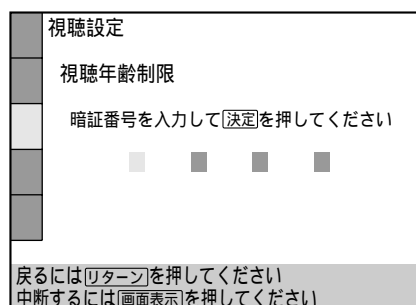 視聴設定
視聴年齢制限
暗証番号を入力して決定を押してください
戻るにはリターンを押してください
中断するには画面表示を押してください